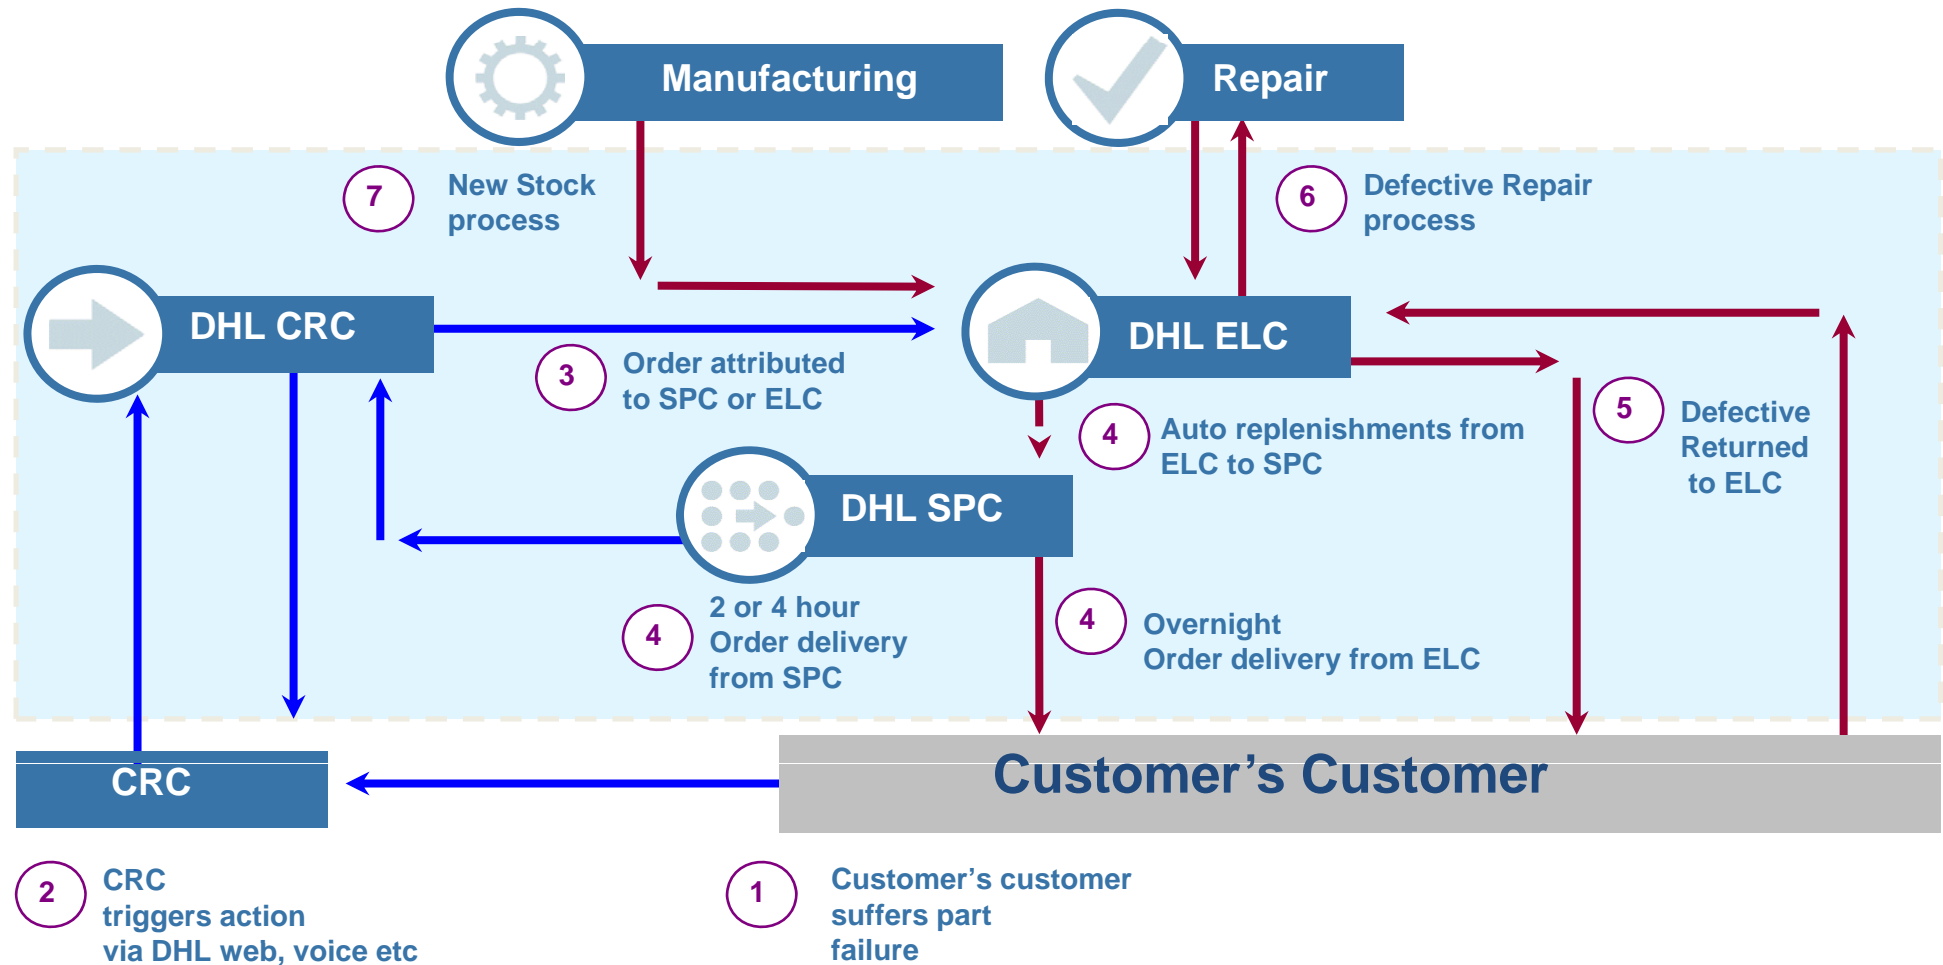 Manufacturing
Repair
7
New Stock
process
6
Defective Repair
process
DHL CRC
DHL ELC
3
Order attributed
to SPC or ELC
4
Auto replenishments from
ELC to SPC
5
Defective
Returned
to ELC
DHL SPC
4
2 or 4 hour
Order delivery
from SPC
4
Overnight
Order delivery from ELC
CRC
Customer’s Customer
2
CRC
triggers action
via DHL web, voice etc
1
Customer’s customer
suffers part
failure